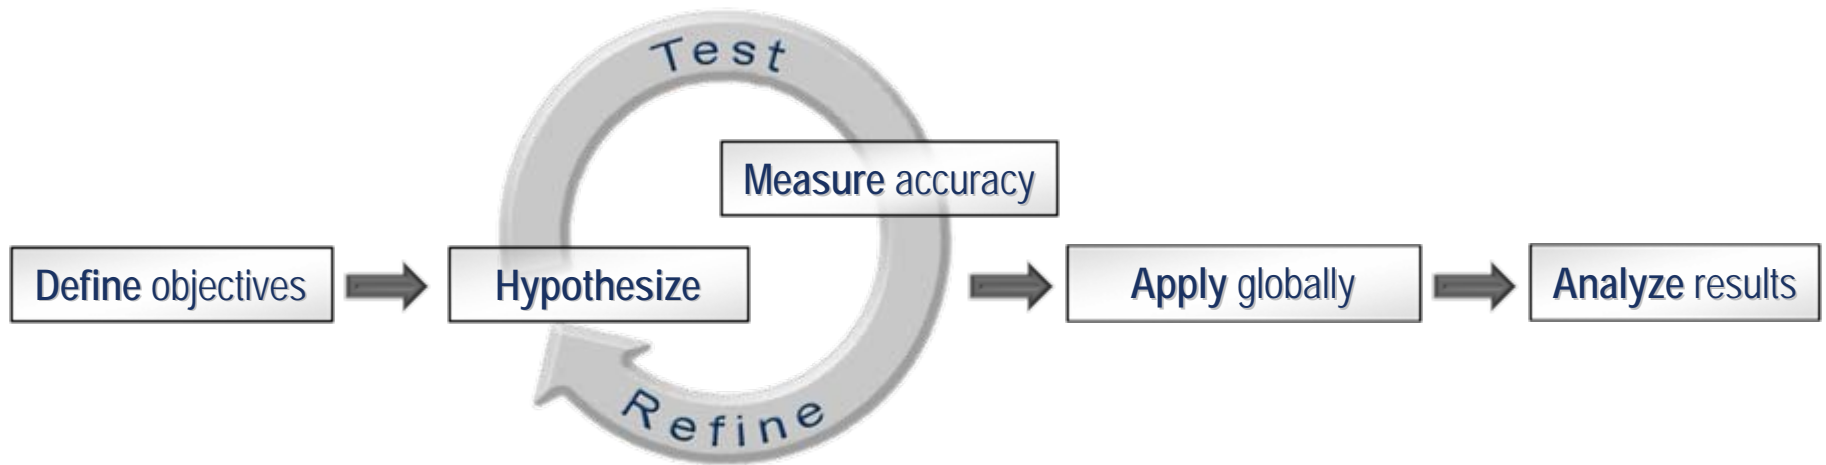 Test
Measure accuracy
Define objectives
Hypothesize
Apply globally
Analyze results
Refine